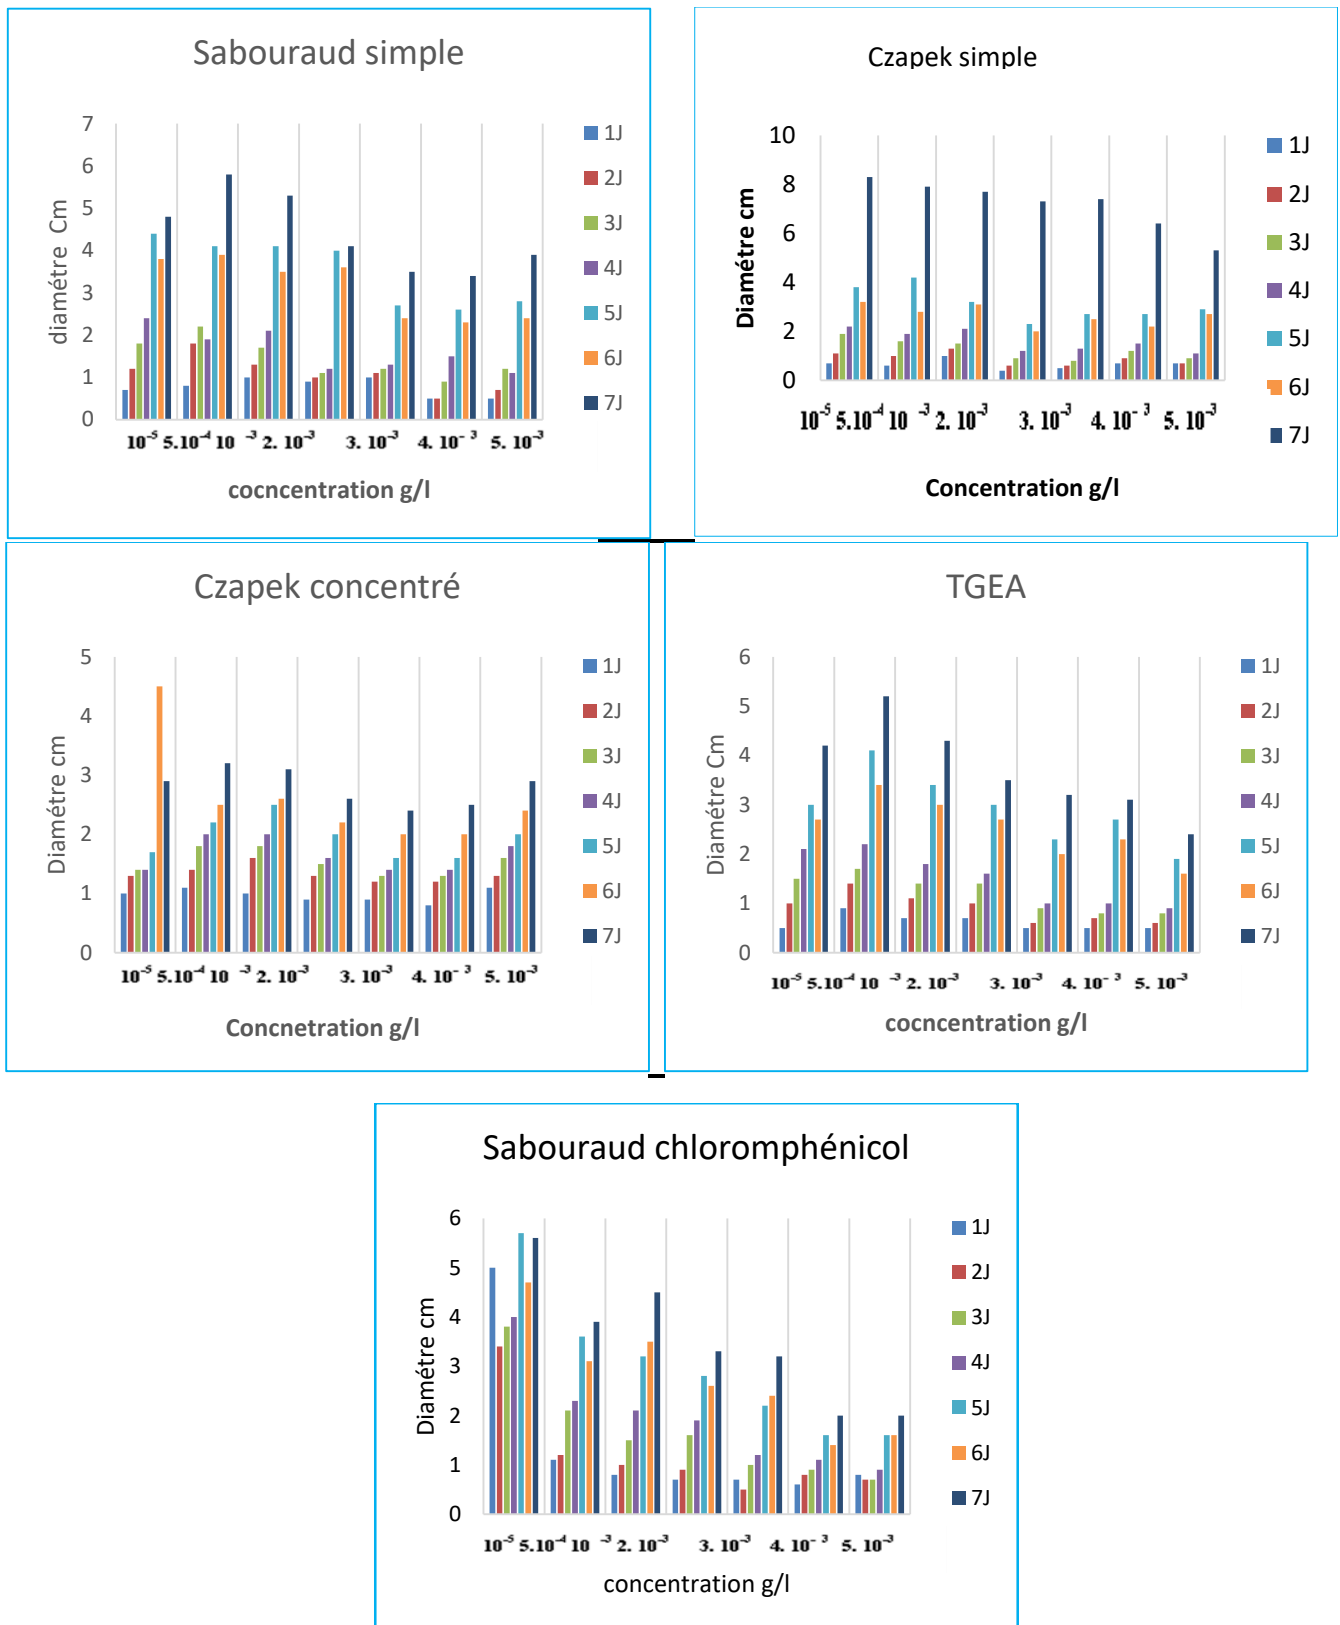 Sabouraud simple
diamétre Cm
7
6
5
4
3
2
1
0
10⁻⁵ 5.10⁻⁴ 10 ⁻³ 2. 10⁻³ 3. 10⁻³ 4. 10⁻ ³ 5. 10⁻³
cocncentration g/l
1J
2J
3J
4J
5J
6J
7J
Czapek simple
Diamétre cm
10
8
6
4
2
0
10⁻⁵ 5.10⁻⁴ 10 ⁻³ 2. 10⁻³ 3. 10⁻³ 4. 10⁻ ³ 5. 10⁻³
Concentration g/l
1J
2J
3J
4J
5J
6J
7J
Czapek concentré
Diamétre cm
5
4
3
2
1
0
10⁻⁵ 5.10⁻⁴ 10 ⁻³ 2. 10⁻³ 3. 10⁻³ 4. 10⁻ ³ 5. 10⁻³
Concnetration g/l
1J
2J
3J
4J
5J
6J
7J
TGEA
Diamétre Cm
6
5
4
3
2
1
0
10⁻⁵ 5.10⁻⁴ 10 ⁻³ 2. 10⁻³ 3. 10⁻³ 4. 10⁻ ³ 5. 10⁻³
cocncentration g/l
1J
2J
3J
4J
5J
6J
7J
Sabouraud chloromphénicol
Diamétre cm
6
5
4
3
2
1
0
10⁻⁵ 5.10⁻⁴ 10 ⁻³ 2. 10⁻³ 3. 10⁻³ 4. 10⁻ ³ 5. 10⁻³
concentration g/l
1J
2J
3J
4J
5J
6J
7J